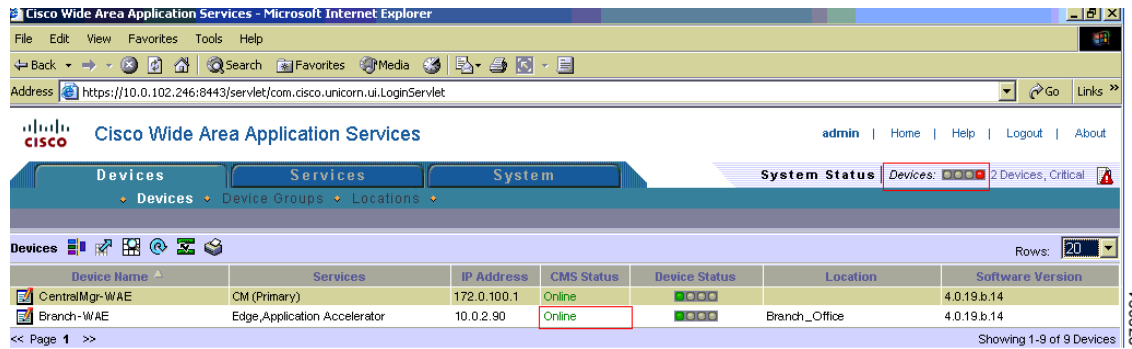 Cisco Wide Area Application Services - Microsoft Internet Explorer
File Edit View Favorites Tools Help
Back Search Favorites Media
Address https://10.0.102.246:8443/servlet/com.cisco.unicorn.ui.LoginServlet Go Links »
CISCO Cisco Wide Area Application Services admin | Home | Help | Logout | About
Devices Services System System Status Devices: 2 Devices, Critical
Devices Device Groups Locations
Devices Rows: 20
Device Name Services IP Address CMS Status Device Status Location Software Version
CentralMgr-WAE CM (Primary) 172.0.100.1 Online 4.0.19.b.14
Branch-WAE Edge,Application Accelerator 10.0.2.90 Online Branch_Office 4.0.19.b.14
<< Page 1 >> Showing 1-9 of 9 Devices